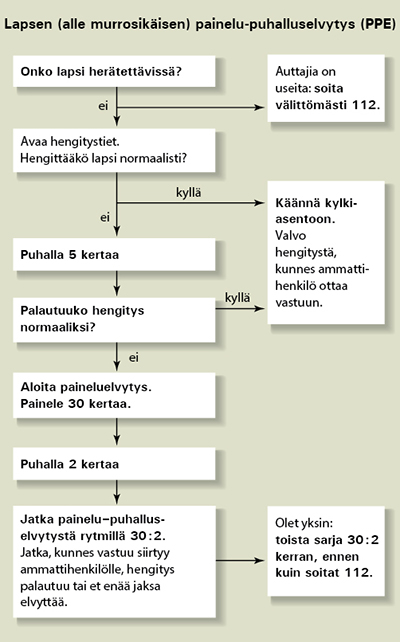 Lapsen (alle murrosikäisen) painelu-puhalluselvytys (PPE)
Onko lapsi herätettävissä?
Auttajia on
useita: soita
välittömästi 112.
ei
Avaa hengitystiet.
Hengittääkö lapsi normaalisti?
kyllä
Käännä kylki-
asentoon.
Valvo
hengitystä,
kunnes ammatti-
henkilö ottaa
vastuun.
ei
Puhalla 5 kertaa
Palautuuko hengitys
normaaliksi?
kyllä
ei
Aloita paineluelvytys.
Painele 30 kertaa.
Puhalla 2 kertaa
Jatka painelu–puhallus-
elvytystä rytmillä 30:2.
Jatka, kunnes vastuu siirtyy
ammattihenkilölle, hengitys
palautuu tai et enää jaksa
elvyttää.
Olet yksin:
toista sarja 30:2
kerran, ennen
kuin soitat 112.